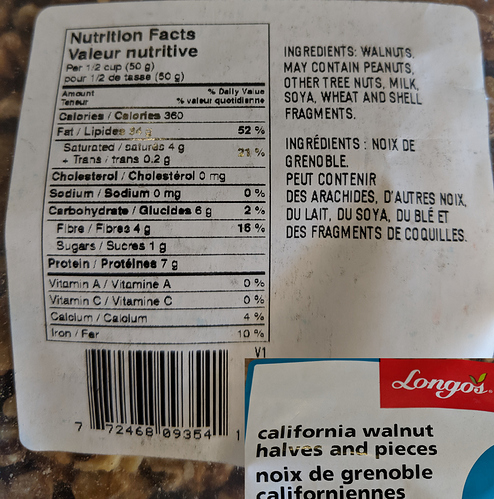 Nutrition Facts
Valeur nutritive
Per 1/2 cup (50 g)
pour 1/2 de tasse (50 g)
Amount % Daily Value
Teneur % valeur quotidienne
Calories / Calories 360
Fat / Lipides 52 %
Saturated / saturés 4 g
+ Trans / trans 0.2 g 21 %
Cholesterol / Cholestérol 0 mg
Sodium / Sodium 0 mg 0 %
Carbohydrate / Glucides 6 g 2 %
Fibre / Fibres 4 g 16 %
Sugars / Sucres 1 g
Protein / Protéines 7 g
Vitamin A / Vitamine A 0 %
Vitamin C / Vitamine C 0 %
Calcium / Calcium 4 %
Iron / Fer 10 %
V1
7 72468 09354 1
INGREDIENTS: WALNUTS.
MAY CONTAIN PEANUTS,
OTHER TREE NUTS, MILK,
SOYA, WHEAT AND SHELL
FRAGMENTS.
INGRÉDIENTS : NOIX DE
GRENOBLE.
PEUT CONTENIR
DES ARACHIDES, D'AUTRES NOIX,
DU LAIT, DU SOYA, DU BLÉ ET
DES FRAGMENTS DE COQUILLES.
Longo's
california walnut
halves and pieces
noix de grenoble
californiennes